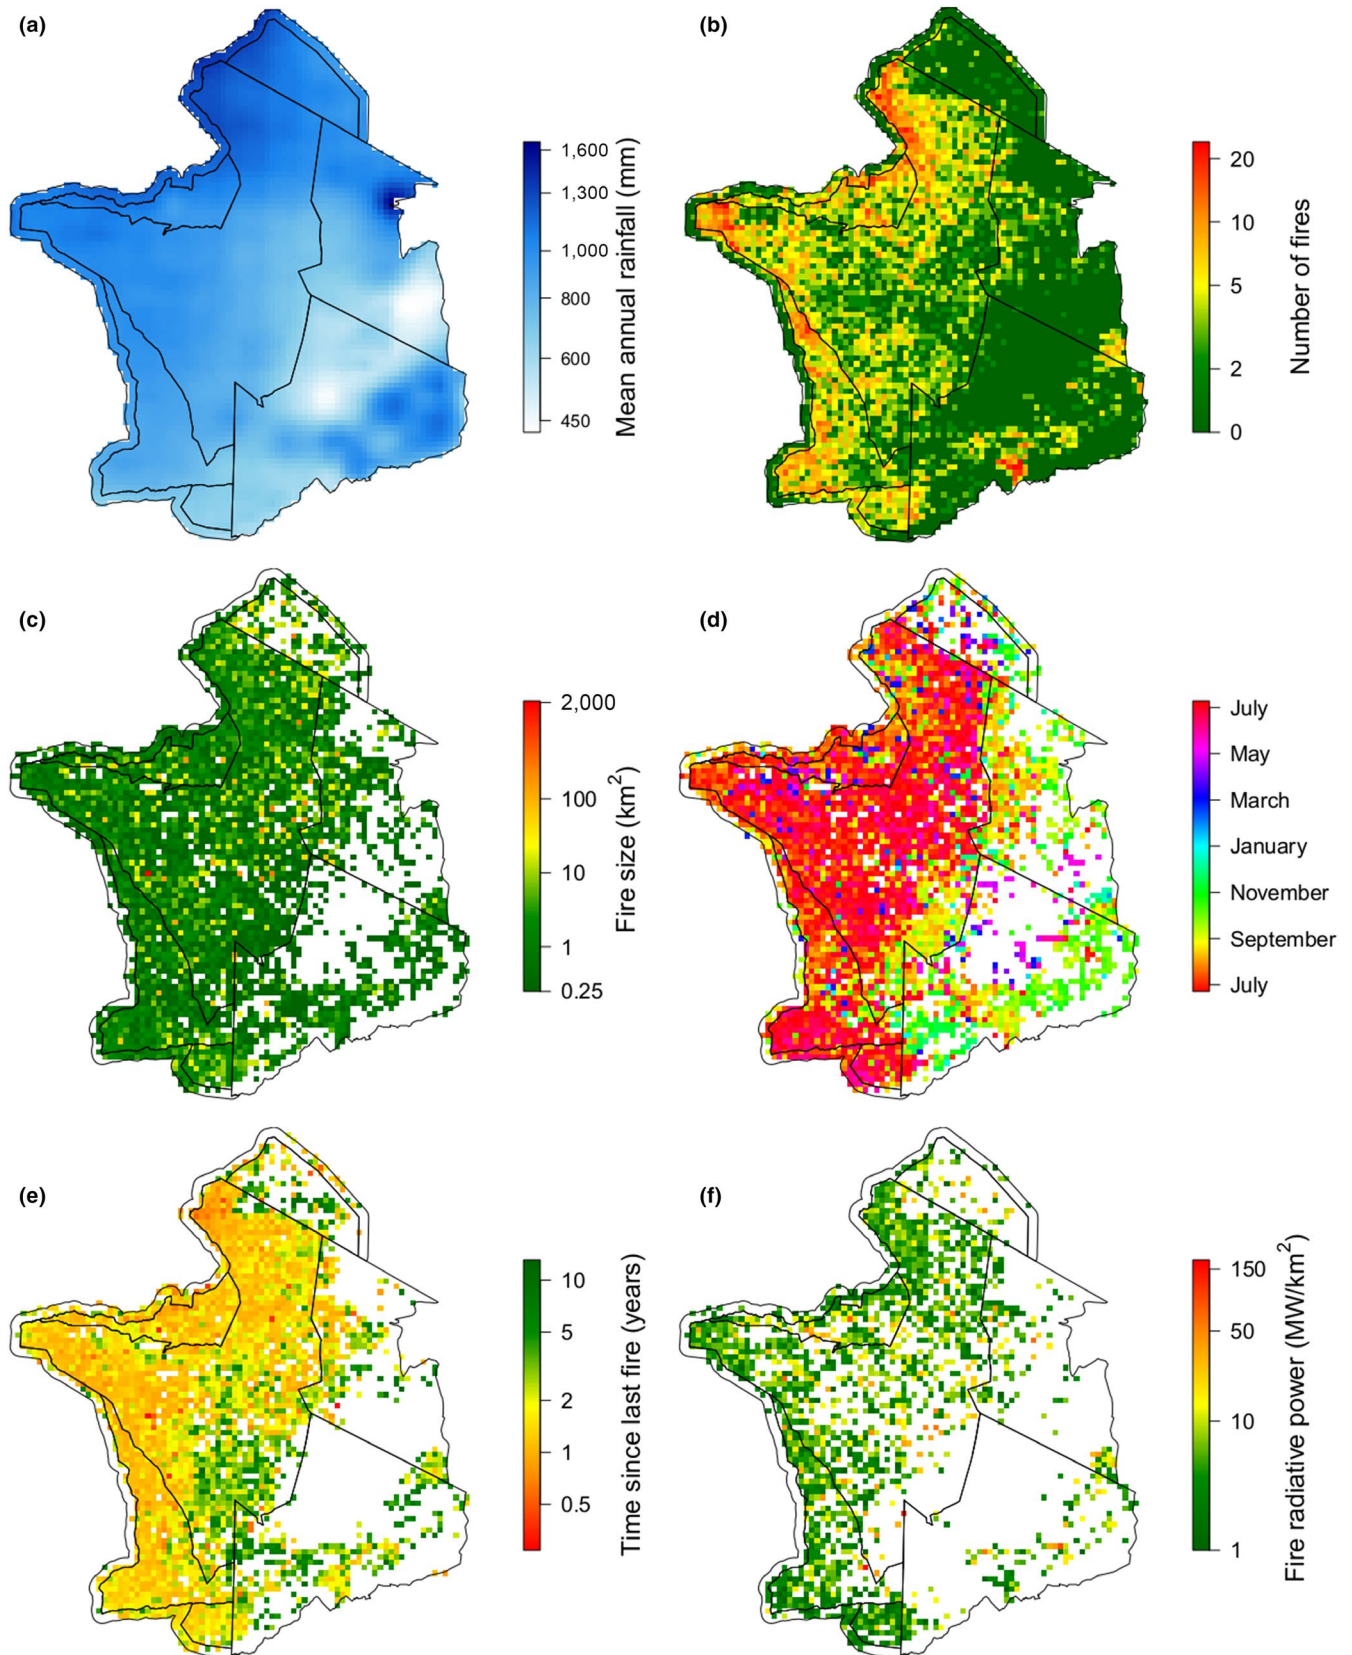 (a)
1,600
1,300
1,000
800
600
450
Mean annual rainfall (mm)
(b)
20
10
5
2
0
Number of fires
(c)
2,000
100
10
1
0.25
Fire size (km²)
(d)
July
May
March
January
November
September
July
(e)
10
5
2
1
0.5
Time since last fire (years)
(f)
150
50
10
1
Fire radiative power (MW/km²)